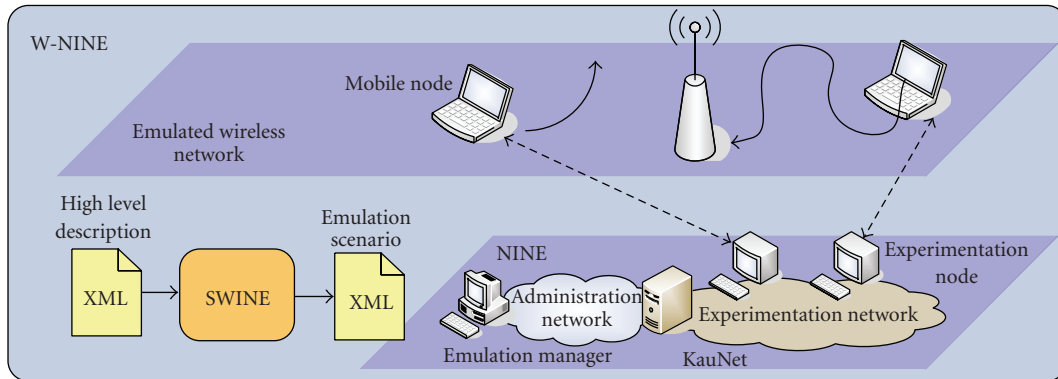 W-NINE
Mobile node
Emulated wireless
network
High level
description
XML
SWINE
Emulation
scenario
XML
NINE
Administration
network
Emulation manager
Experimentation
node
Experimentation network
KauNet